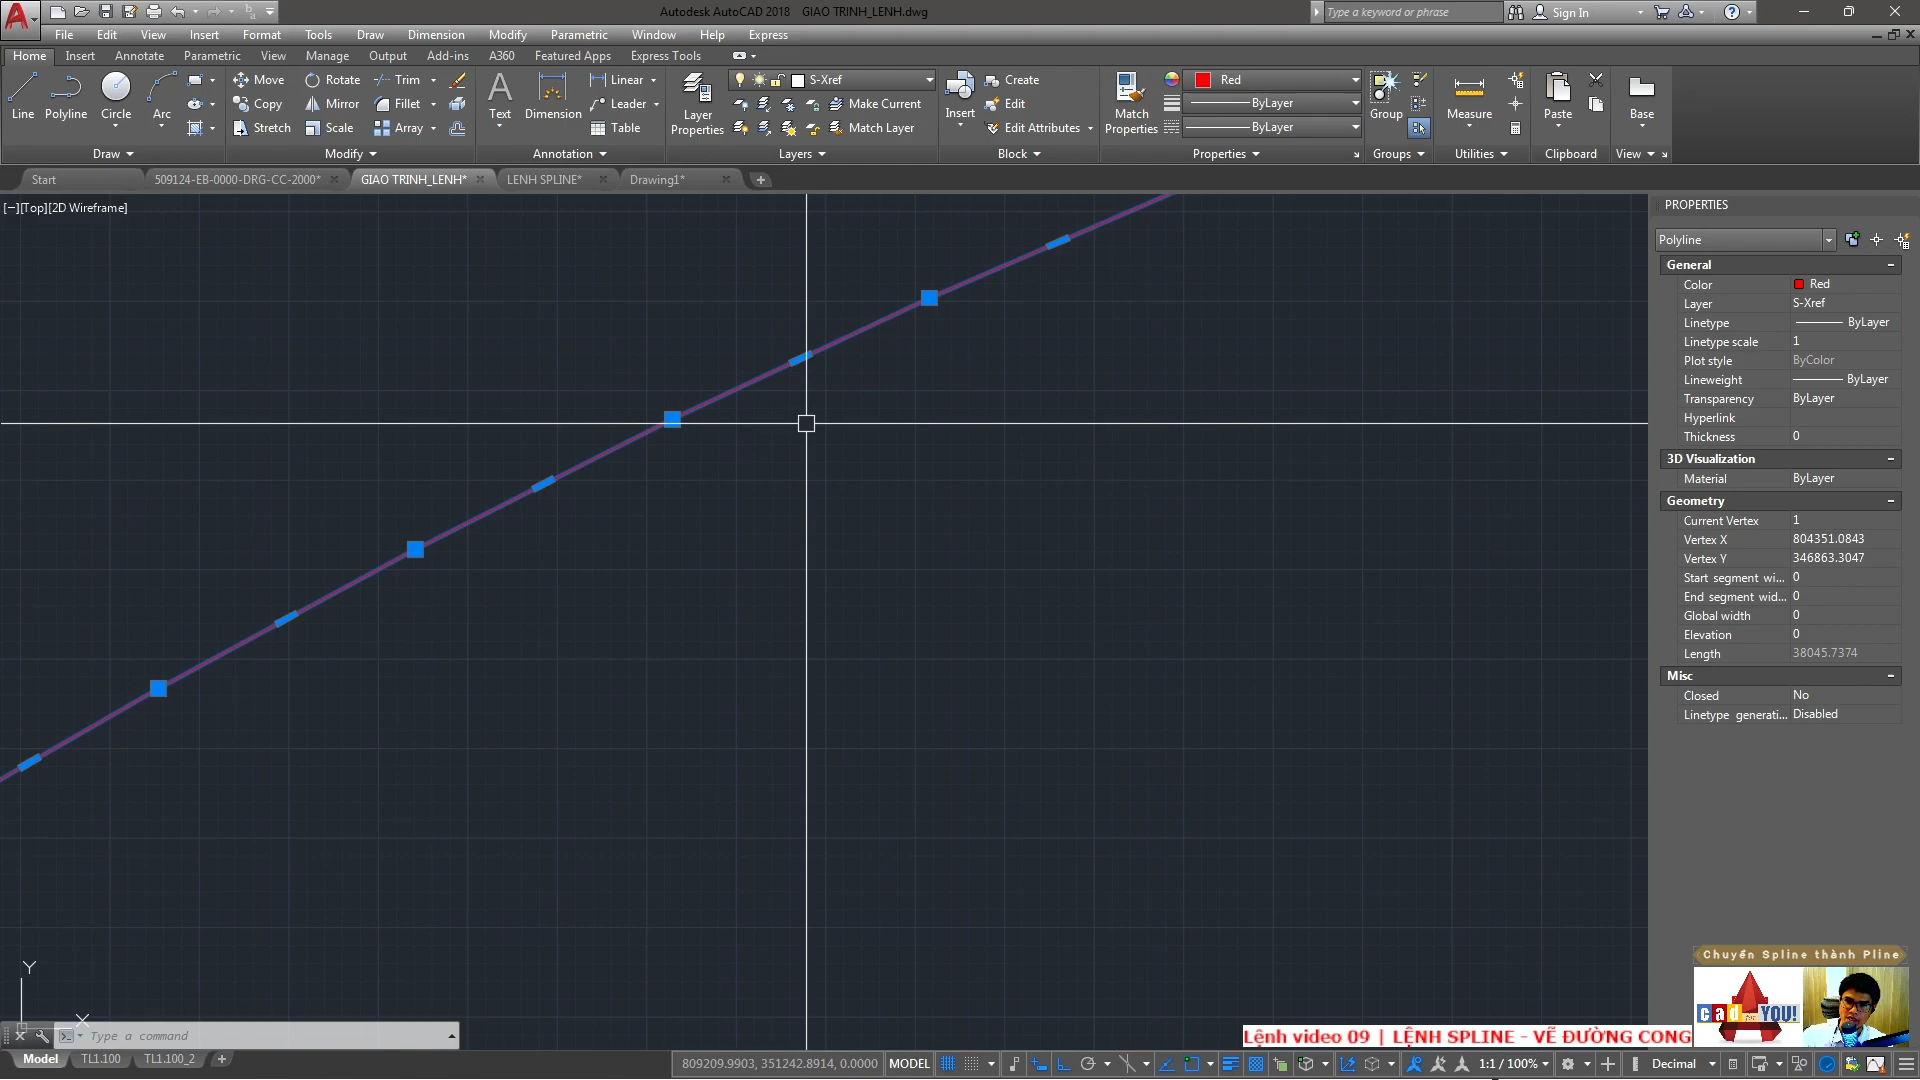 Autodesk AutoCAD 2018 GIAO TRINH_LENH.dwg
Type a keyword or phrase
Sign In
File Edit View Insert Format Tools Draw Dimension Modify Parametric Window Help Express
Home Insert Annotate Parametric View Manage Output Add-ins A360 Featured Apps Express Tools
Line Polyline Circle Arc
Move Rotate Trim
Copy Mirror Fillet
Stretch Scale Array
Text Dimension
Linear
Leader
Table
Layer
Properties
S-Xref
Make Current
Match Layer
Insert
Create
Edit
Edit Attributes
Match
Properties
Red
ByLayer
ByLayer
Group
Measure
Paste
Base
Draw Modify Annotation Layers Block Properties Groups Utilities Clipboard View
Start 509124-EB-0000-DRG-CC-2000* GIAO TRINH_LENH* LENH SPLINE* Drawing1*
[−][Top][2D Wireframe]
PROPERTIES
Polyline
General
Color Red
Layer S-Xref
Linetype ByLayer
Linetype scale 1
Plot style ByColor
Lineweight ByLayer
Transparency ByLayer
Hyperlink
Thickness 0
3D Visualization
Material ByLayer
Geometry
Current Vertex 1
Vertex X 804351.0843
Vertex Y 346863.3047
Start segment wi... 0
End segment wid... 0
Global width 0
Elevation 0
Length 38045.7374
Misc
Closed No
Linetype generati... Disabled
Chuyển Spline thành Pline
cad for YOU!
Y
X
Type a command
Lệnh video 09 | LỆNH SPLINE - VẼ ĐƯỜNG CONG
Model TL1.100 TL1.100_2
809209.9903, 351242.8914, 0.0000 MODEL 1:1 / 100% Decimal